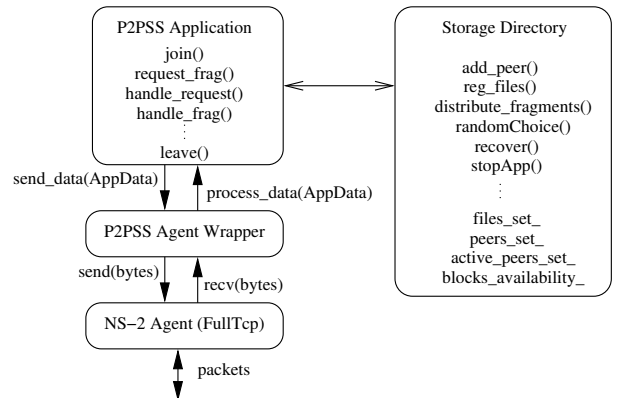 P2PSS Application
join()
request_frag()
handle_request()
handle_frag()
leave()
send_data(AppData)
process_data(AppData)
P2PSS Agent Wrapper
send(bytes)
recv(bytes)
NS−2 Agent (FullTcp)
packets
Storage Directory
add_peer()
reg_files()
distribute_fragments()
randomChoice()
recover()
stopApp()
files_set_
peers_set_
active_peers_set_
blocks_availability_